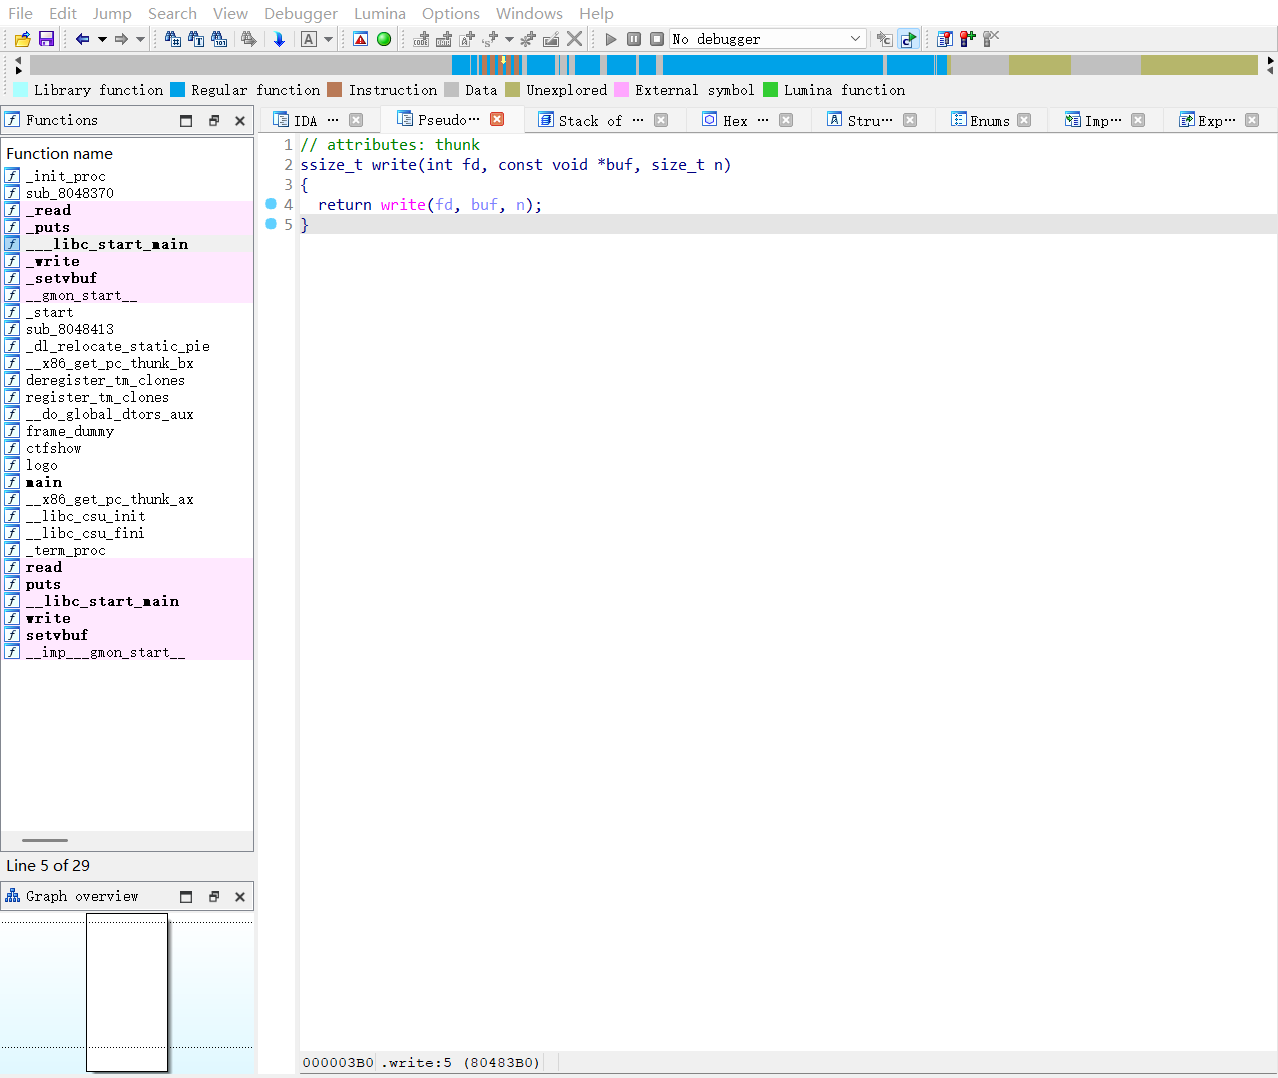 File Edit Jump Search View Debugger Lumina Options Windows Help
No debugger
Library function Regular function Instruction Data Unexplored External symbol Lumina function
Functions
IDA ··· Pseudo··· Stack of ··· Hex ··· Stru··· Enums Imp··· Exp···
Function name
_init_proc
sub_8048370
_read
_puts
___libc_start_main
_write
_setvbuf
__gmon_start__
_start
sub_8048413
_dl_relocate_static_pie
__x86_get_pc_thunk_bx
deregister_tm_clones
register_tm_clones
__do_global_dtors_aux
frame_dummy
ctfshow
logo
main
__x86_get_pc_thunk_ax
__libc_csu_init
__libc_csu_fini
_term_proc
read
puts
__libc_start_main
write
setvbuf
__imp___gmon_start__
Line 5 of 29
Graph overview
1 // attributes: thunk
2 ssize_t write(int fd, const void *buf, size_t n)
3 {
4 return write(fd, buf, n);
5 }
000003B0 .write:5 (80483B0)